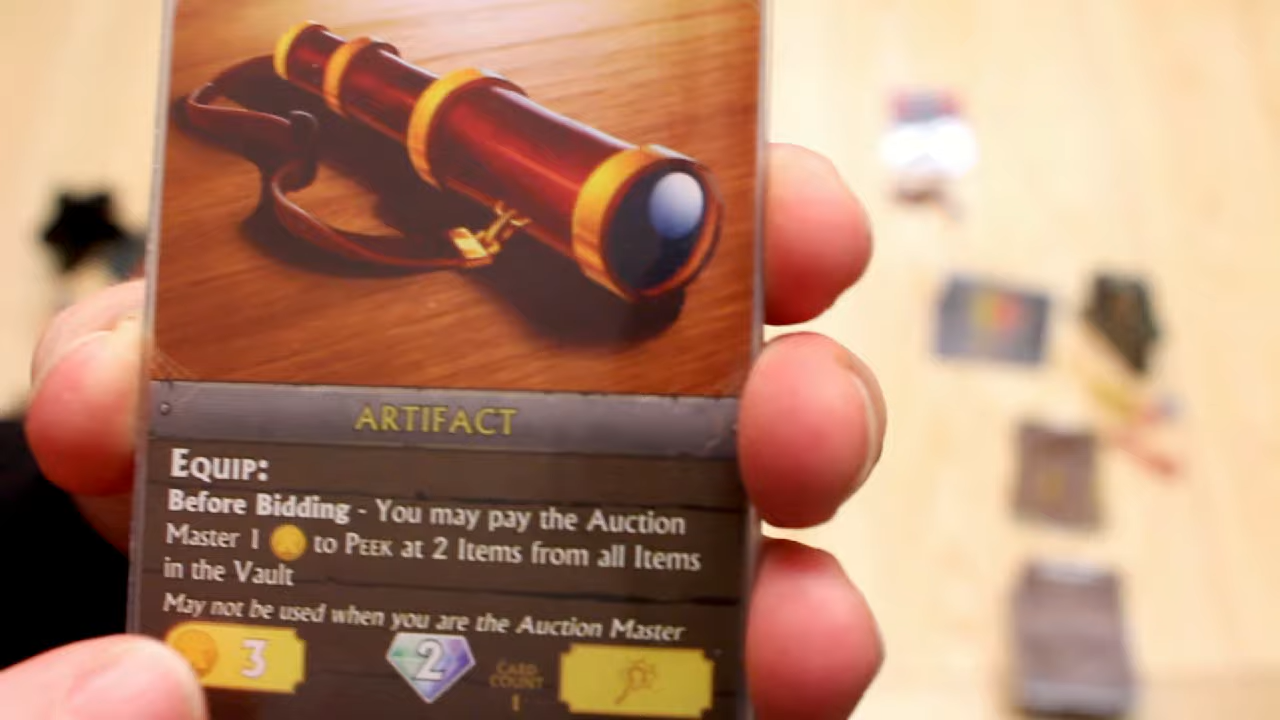 ARTIFACT
EQUIP:
Before Bidding - You may pay the Auction
Master 1 to PEEK at 2 Items from all Items
in the Vault
May not be used when you are the Auction Master
3 2 CARD
COUNT
1